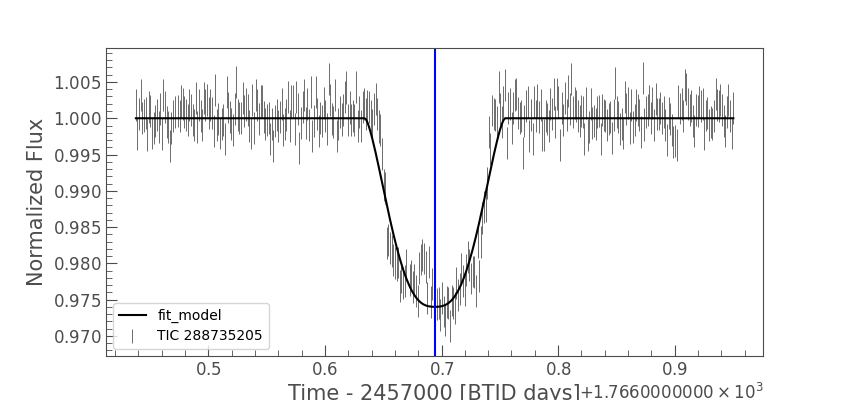 Normalized Flux
1.005
1.000
0.995
0.990
0.985
0.980
0.975
0.970
fit_model
TIC 288735205
0.5 0.6 0.7 0.8 0.9
Time - 2457000 [BTJD days]
+1.7660000000 × 10³